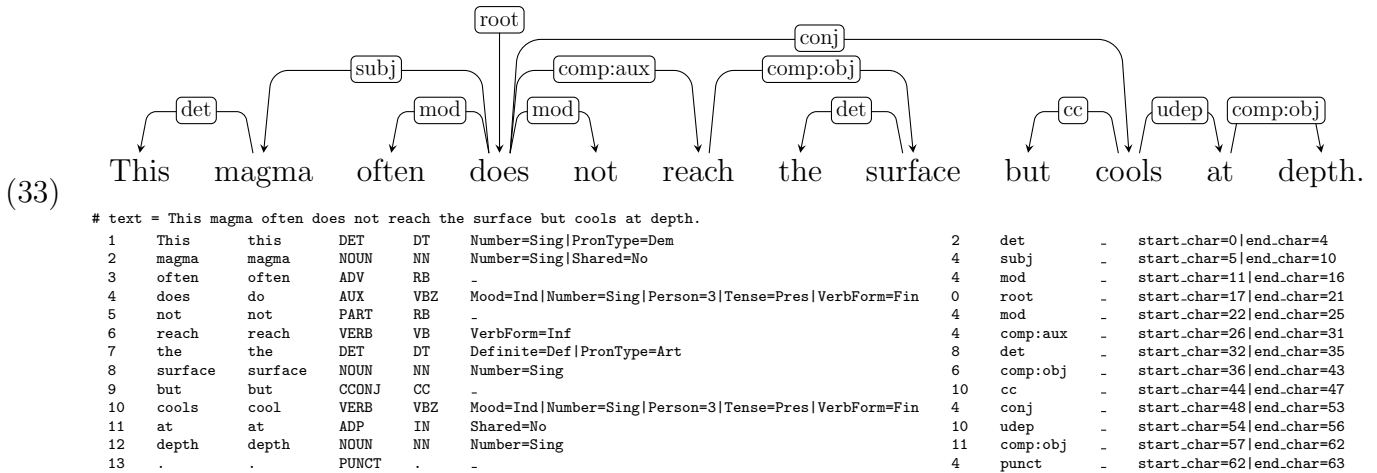 root
conj
subj comp:aux comp:obj
det mod mod det cc udep comp:obj
This magma often does not reach the surface but cools at depth.
(33)
# text = This magma often does not reach the surface but cools at depth.
1 This this DET DT Number=Sing|PronType=Dem 2 det _ start_char=0|end_char=4
2 magma magma NOUN NN Number=Sing|Shared=No 4 subj _ start_char=5|end_char=10
3 often often ADV RB _ 4 mod _ start_char=11|end_char=16
4 does do AUX VBZ Mood=Ind|Number=Sing|Person=3|Tense=Pres|VerbForm=Fin 0 root _ start_char=17|end_char=21
5 not not PART RB _ 4 mod _ start_char=22|end_char=25
6 reach reach VERB VB VerbForm=Inf 4 comp:aux _ start_char=26|end_char=31
7 the the DET DT Definite=Def|PronType=Art 8 det _ start_char=32|end_char=35
8 surface surface NOUN NN Number=Sing 6 comp:obj _ start_char=36|end_char=43
9 but but CCONJ CC _ 10 cc _ start_char=44|end_char=47
10 cools cool VERB VBZ Mood=Ind|Number=Sing|Person=3|Tense=Pres|VerbForm=Fin 4 conj _ start_char=48|end_char=53
11 at at ADP IN Shared=No 10 udep _ start_char=54|end_char=56
12 depth depth NOUN NN Number=Sing 11 comp:obj _ start_char=57|end_char=62
13 . . PUNCT . _ 4 punct _ start_char=62|end_char=63